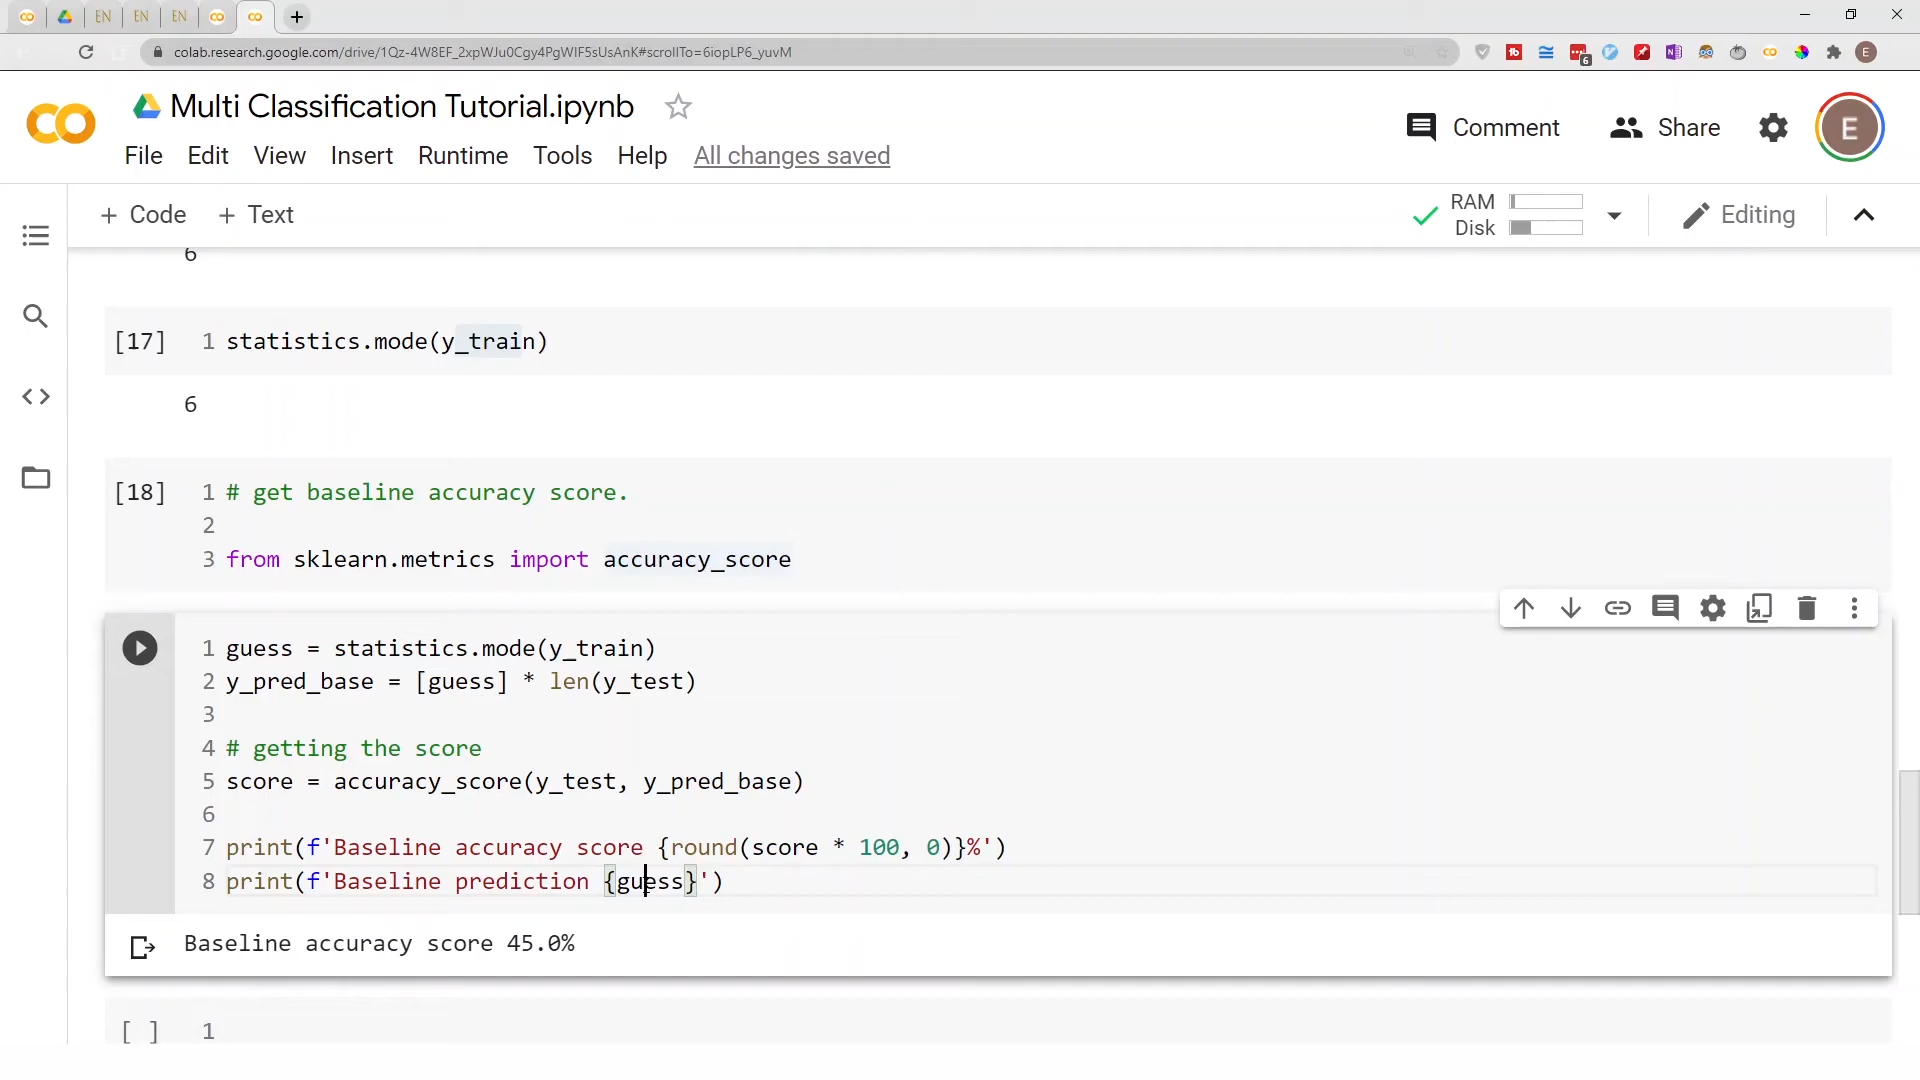 EN
EN
EN
colab.research.google.com/drive/1Qz-4W8EF_2xpWJu0Cgy4PgWIF5sUsAnK#scrollTo=6iopLP6_yuvM
6
E
Multi Classification Tutorial.ipynb
Comment
Share
E
File Edit View Insert Runtime Tools Help All changes saved
+ Code + Text
RAM
Disk
Editing
6
[17] 1 statistics.mode(y_train)
6
[18] 1 # get baseline accuracy score.
2
3 from sklearn.metrics import accuracy_score
1 guess = statistics.mode(y_train)
2 y_pred_base = [guess] * len(y_test)
3
4 # getting the score
5 score = accuracy_score(y_test, y_pred_base)
6
7 print(f'Baseline accuracy score {round(score * 100, 0)}%')
8 print(f'Baseline prediction {guess}')
Baseline accuracy score 45.0%
[ ] 1